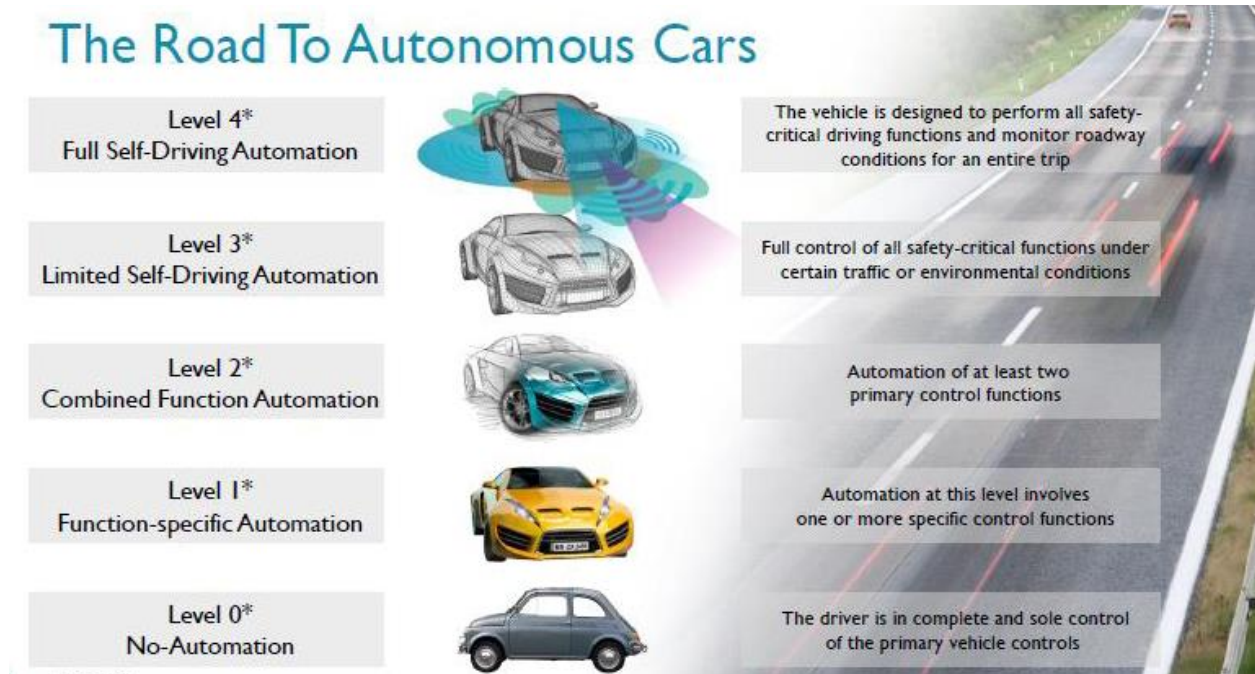 The Road To Autonomous Cars
Level 4*
Full Self-Driving Automation
The vehicle is designed to perform all safety-
critical driving functions and monitor roadway
conditions for an entire trip
Level 3*
Limited Self-Driving Automation
Full control of all safety-critical functions under
certain traffic or environmental conditions
Level 2*
Combined Function Automation
Automation of at least two
primary control functions
Level 1*
Function-specific Automation
Automation at this level involves
one or more specific control functions
Level 0*
No-Automation
The driver is in complete and sole control
of the primary vehicle controls